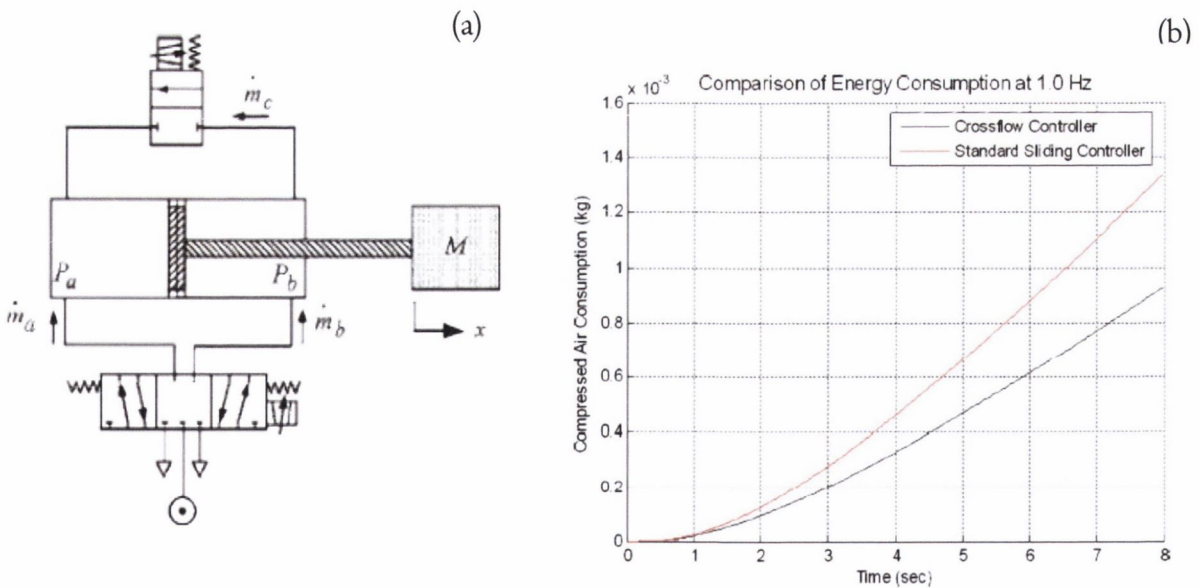 (a)
ṁc
Pa
Pb
M
ṁa
ṁb
x
(b)
Comparison of Energy Consumption at 1.0 Hz
x 10⁻³
1.6
1.4
1.2
1
0.8
0.6
0.4
0.2
0
Crossflow Controller
Standard Sliding Controller
Compressed Air Consumption (kg)
0 1 2 3 4 5 6 7 8
Time (sec)